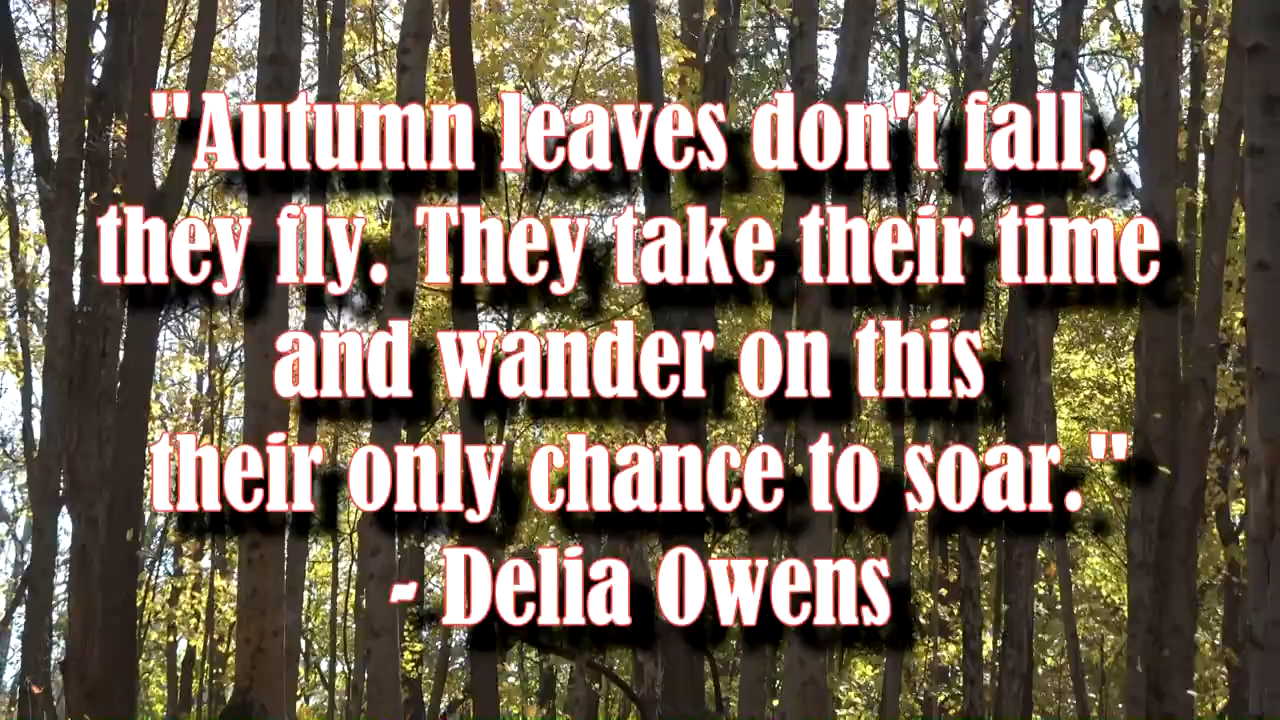 "Autumn leaves don't fall,
they fly. They take their time
and wander on this
their only chance to soar."
- Delia Owens